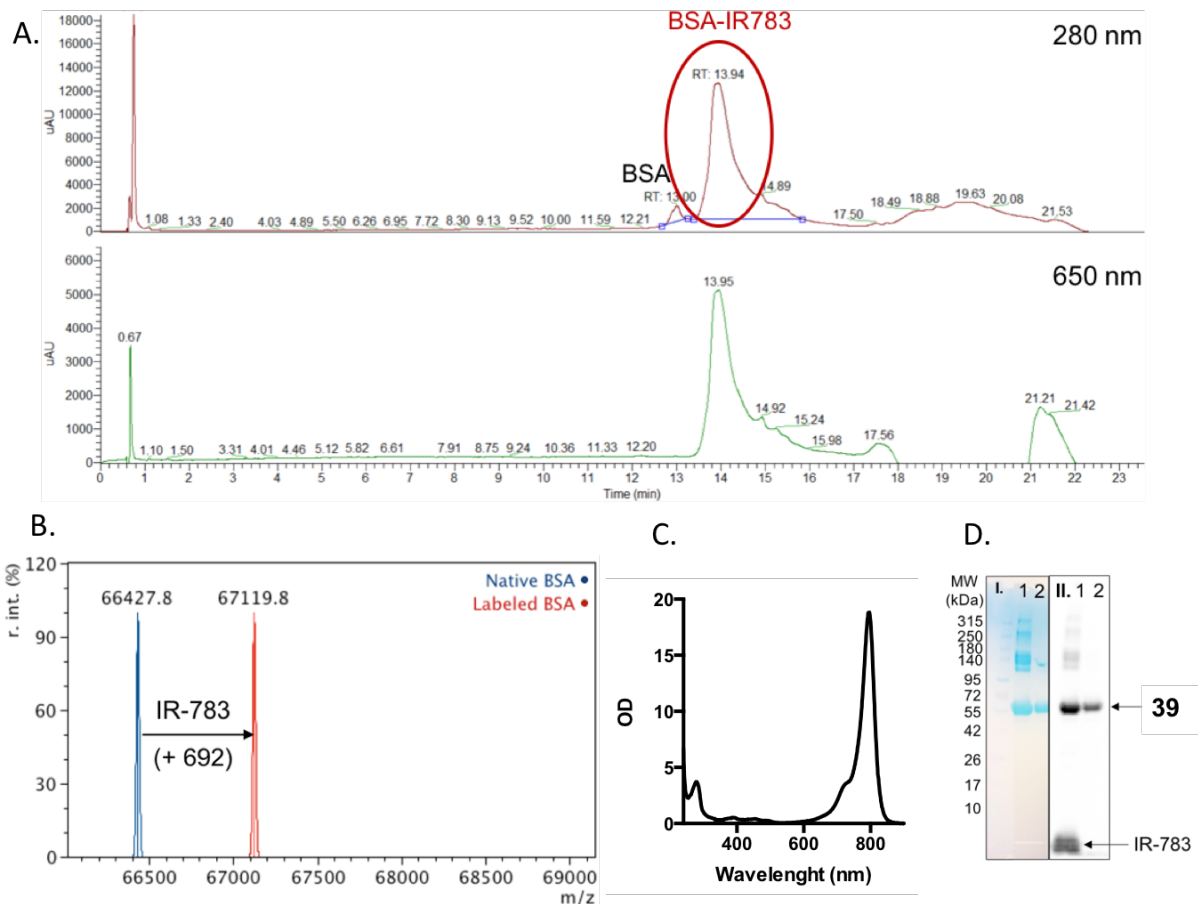 A.
BSA-IR783
280 nm
uAU
18000
16000
14000
12000
10000
8000
6000
4000
2000
0
RT: 13.94
BSA
RT: 13.00
14.89
1.08 1.33 2.40 4.03 4.89 5.50 6.26 6.95 7.72 8.30 9.13 9.52 10.00 11.59 12.21 17.50 18.49 18.88 19.63 20.08 21.53
650 nm
uAU
6000
5000
4000
3000
2000
1000
0
0.67
13.95
1.10 1.50 3.31 4.01 4.46 5.12 5.82 6.61 7.91 8.75 9.24 10.36 11.33 12.20 14.92 15.24 15.98 17.56 21.21 21.42
0 1 2 3 4 5 6 7 8 9 10 11 12 13 14 15 16 17 18 19 20 21 22 23
Time (min)
B.
r. int. (%)
120
90
60
30
0
Native BSA
Labeled BSA
66427.8 67119.8
IR-783
(+ 692)
66500 67000 67500 68000 68500 69000
m/z
C.
OD
20
15
10
5
0
400 600 800
Wavelenght (nm)
D.
MW
(kDa)
I. 1 2 II. 1 2
315
250
180
140
95
72
55
42
26
17
10
39
IR-783